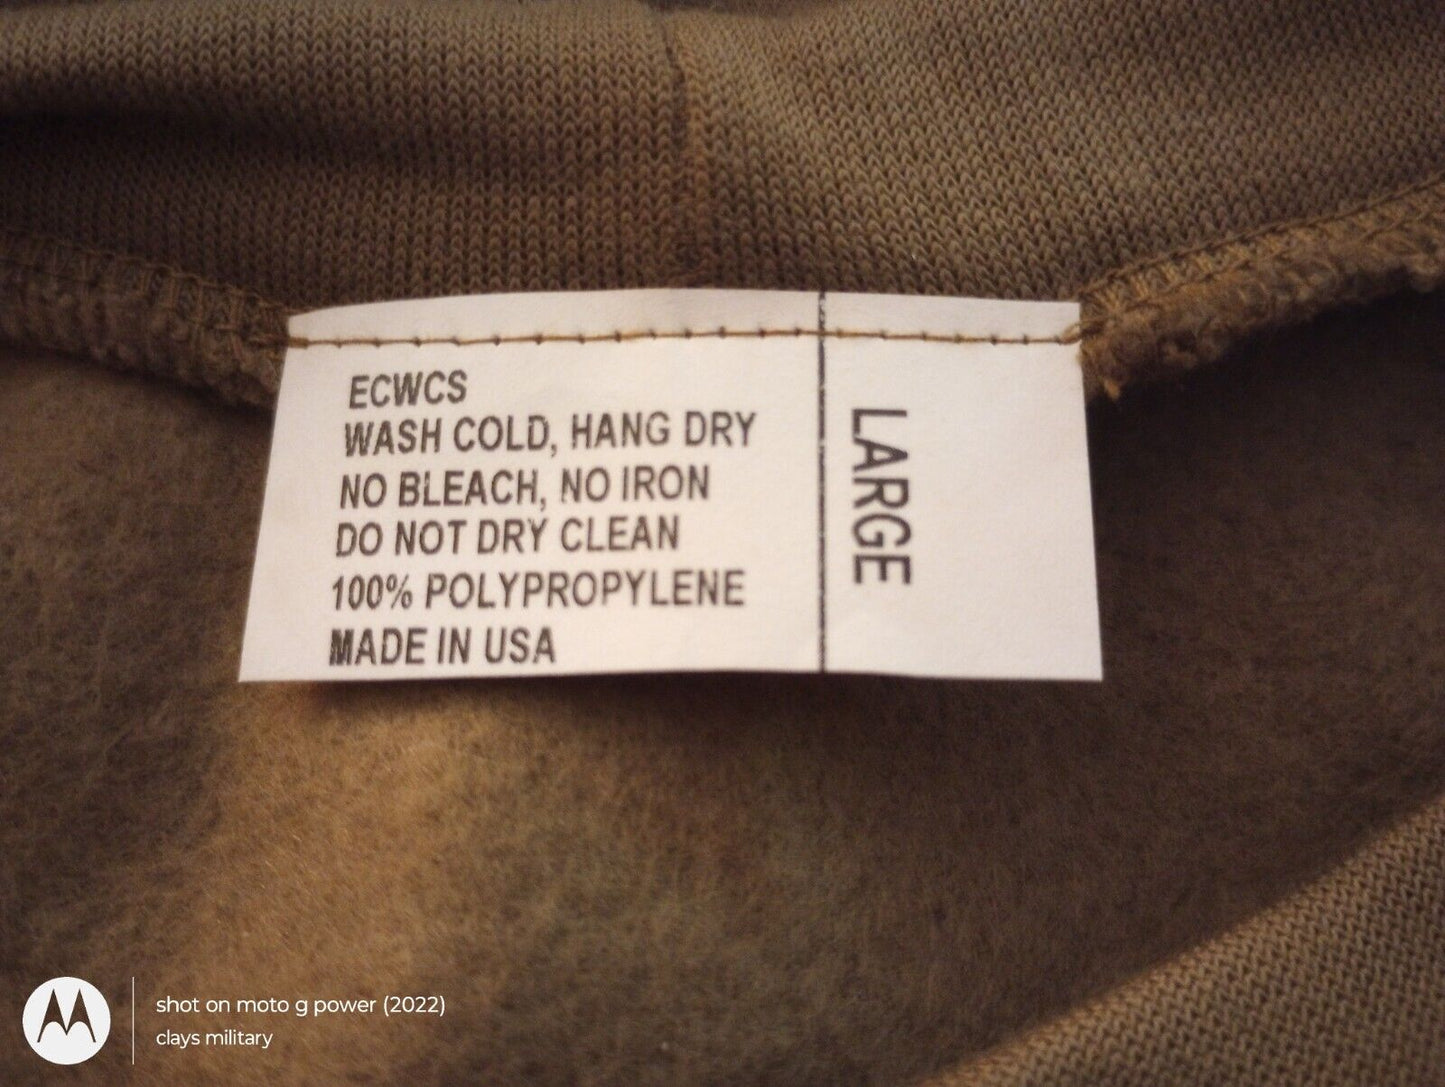 ECWCS
WASH COLD, HANG DRY
NO BLEACH, NO IRON
DO NOT DRY CLEAN
100% POLYPROPYLENE
MADE IN USA
LARGE
shot on moto g power (2022)
clays military